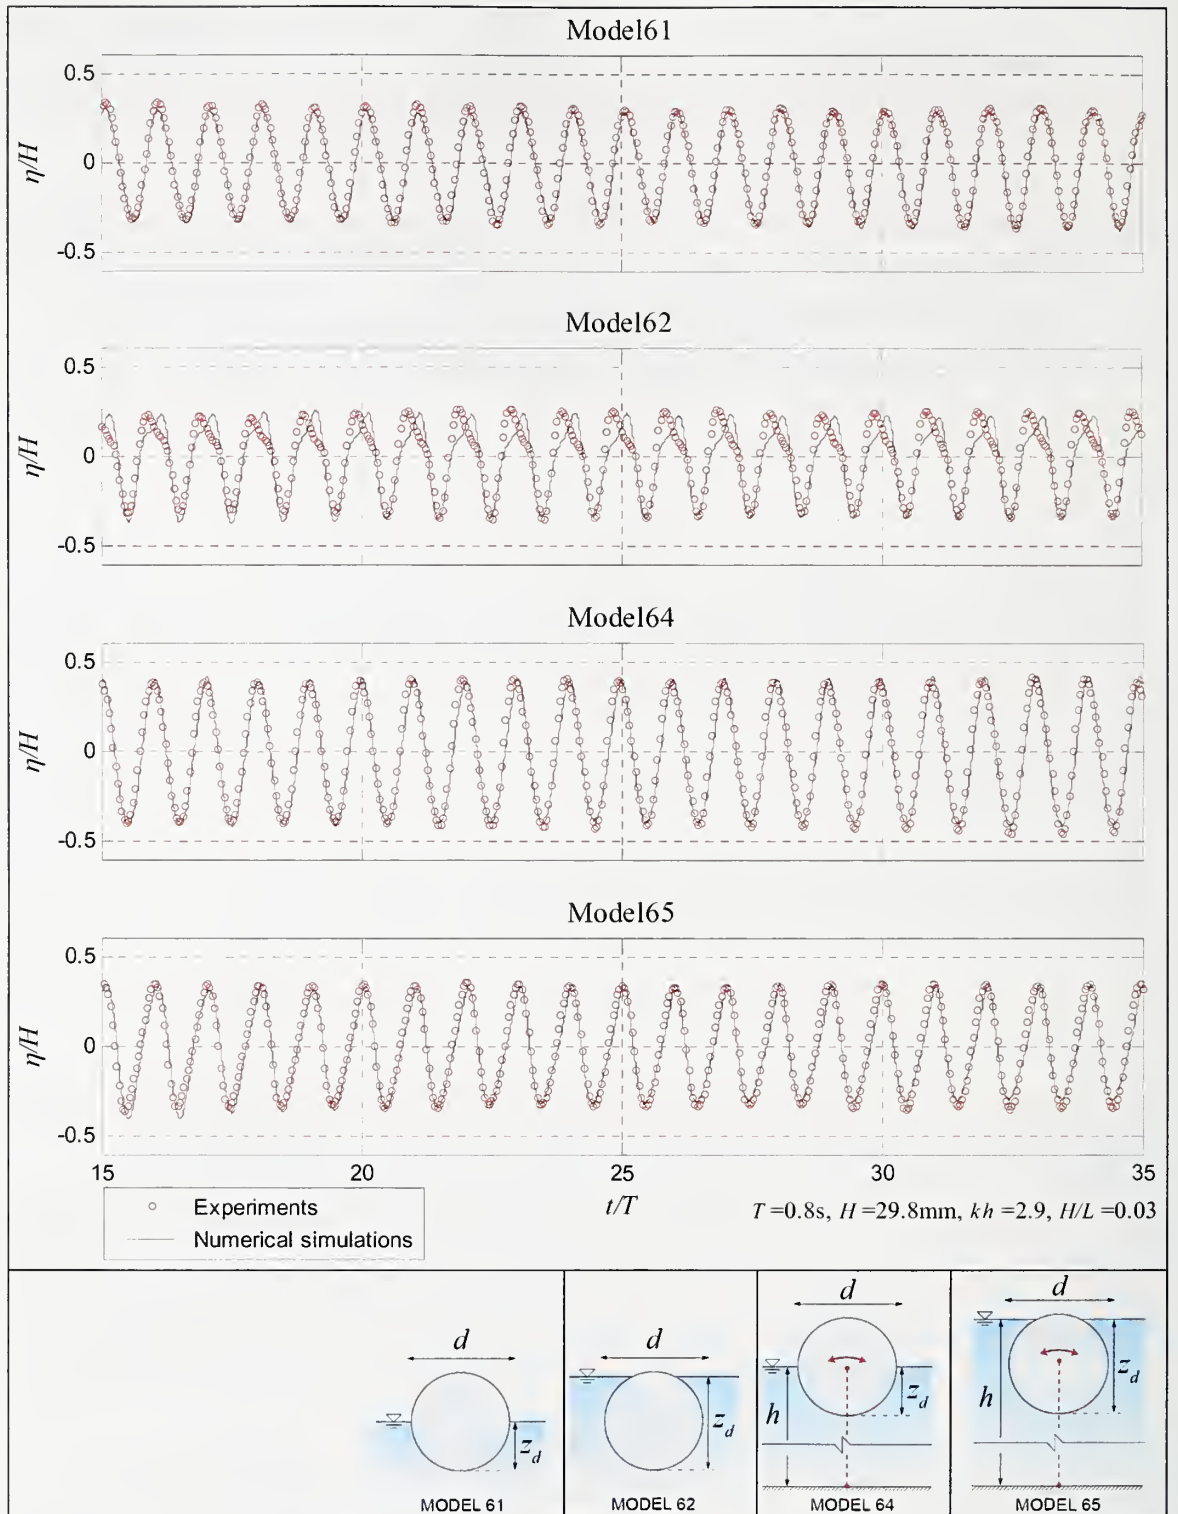 Model61
0.5
0
-0.5
η/H
Model62
0.5
0
-0.5
η/H
Model64
0.5
0
-0.5
η/H
Model65
0.5
0
-0.5
η/H
15 20 25 30 35
t/T
Experiments
Numerical simulations
T =0.8s, H =29.8mm, kh =2.9, H/L =0.03
d
z_d
MODEL 61
d
z_d
MODEL 62
d
h
z_d
MODEL 64
d
h
z_d
MODEL 65